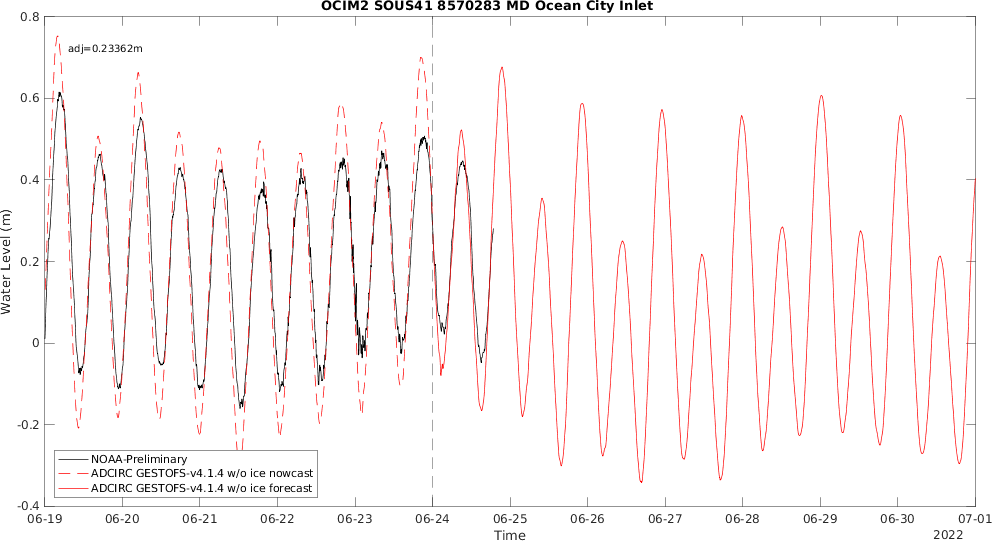 OCIM2 SOUS41 8570283 MD Ocean City Inlet
adj=0.23362m
0.8
0.6
0.4
0.2
0
-0.2
-0.4
Water Level (m)
NOAA-Preliminary
ADCIRC GESTOFS-v4.1.4 w/o ice nowcast
ADCIRC GESTOFS-v4.1.4 w/o ice forecast
06-19 06-20 06-21 06-22 06-23 06-24 06-25 06-26 06-27 06-28 06-29 06-30 07-01
Time
2022